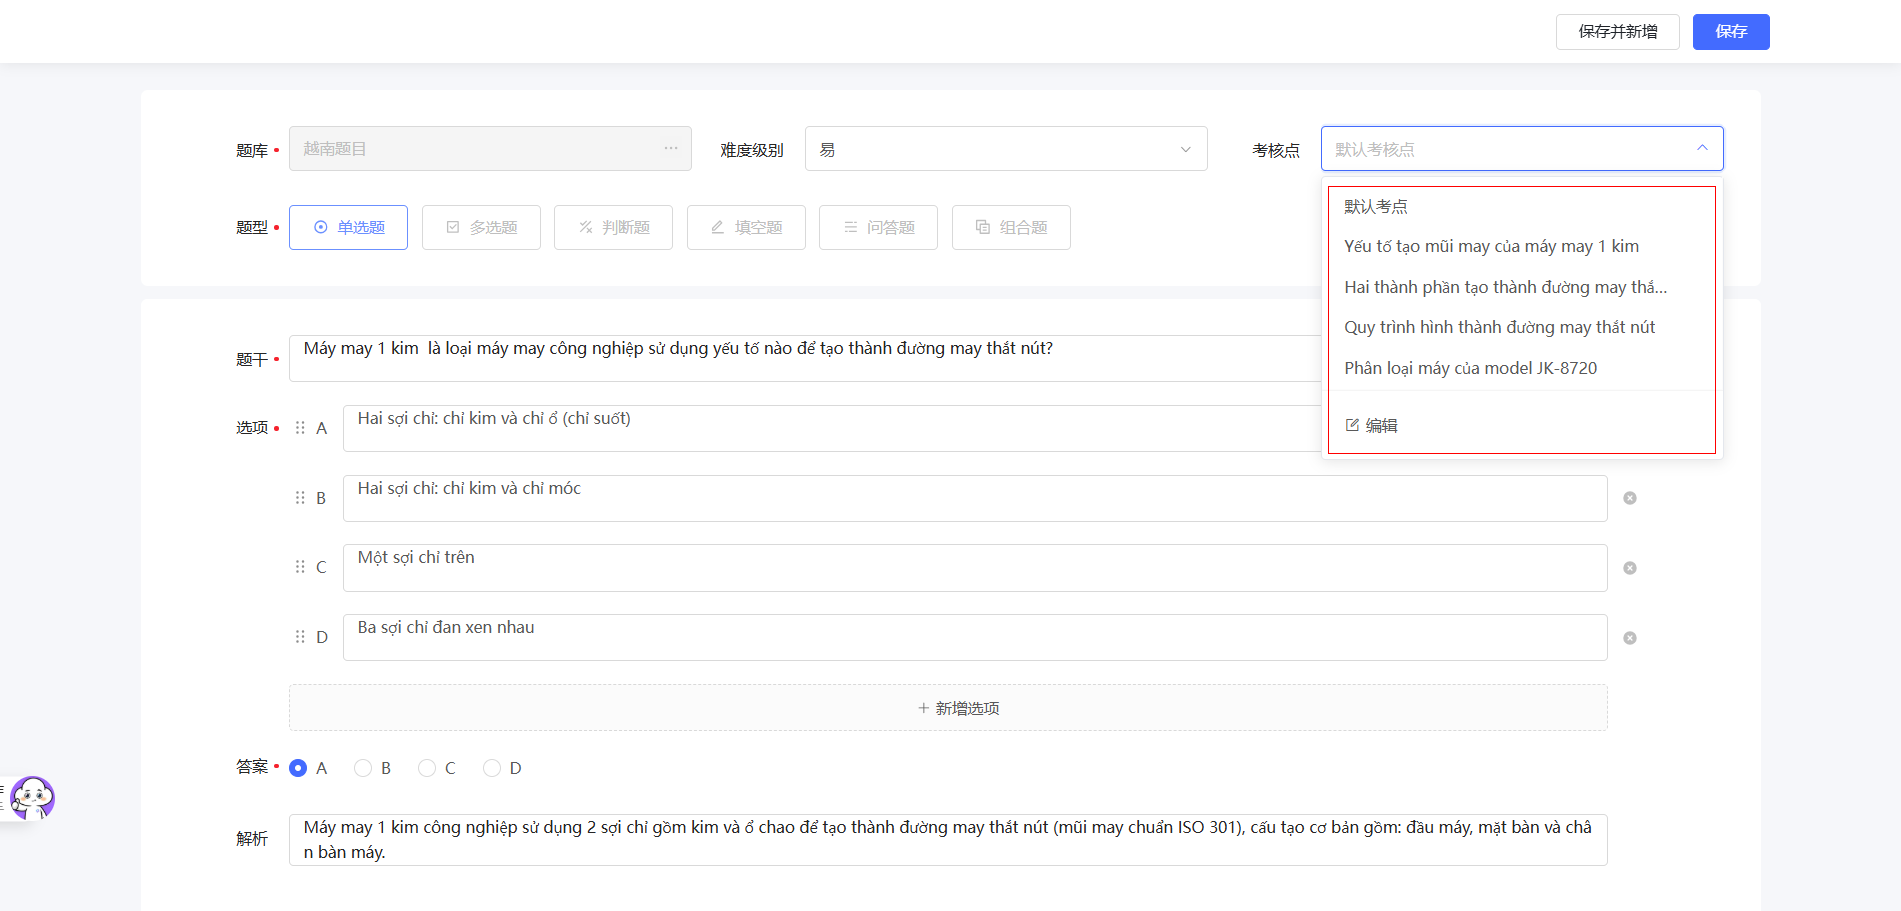 保存并新增 保存
题库 越南题目 ... 难度级别 易 考核点 默认考核点
题型 单选题 多选题 判断题 填空题 问答题 组合题
默认考点
Yếu tố tạo mũi may của máy may 1 kim
Hai thành phần tạo thành đường may thắ...
Quy trình hình thành đường may thắt nút
Phân loại máy của model JK-8720
编辑
题干 Máy may 1 kim là loại máy may công nghiệp sử dụng yếu tố nào để tạo thành đường may thắt nút?
选项 A Hai sợi chỉ: chỉ kim và chỉ ổ (chỉ suốt)
B Hai sợi chỉ: chỉ kim và chỉ móc
C Một sợi chỉ trên
D Ba sợi chỉ đan xen nhau
+ 新增选项
答案 A B C D
解析 Máy may 1 kim công nghiệp sử dụng 2 sợi chỉ gồm kim và ổ chao để tạo thành đường may thắt nút (mũi may chuẩn ISO 301), cấu tạo cơ bản gồm: đầu máy, mặt bàn và châ
n bàn máy.